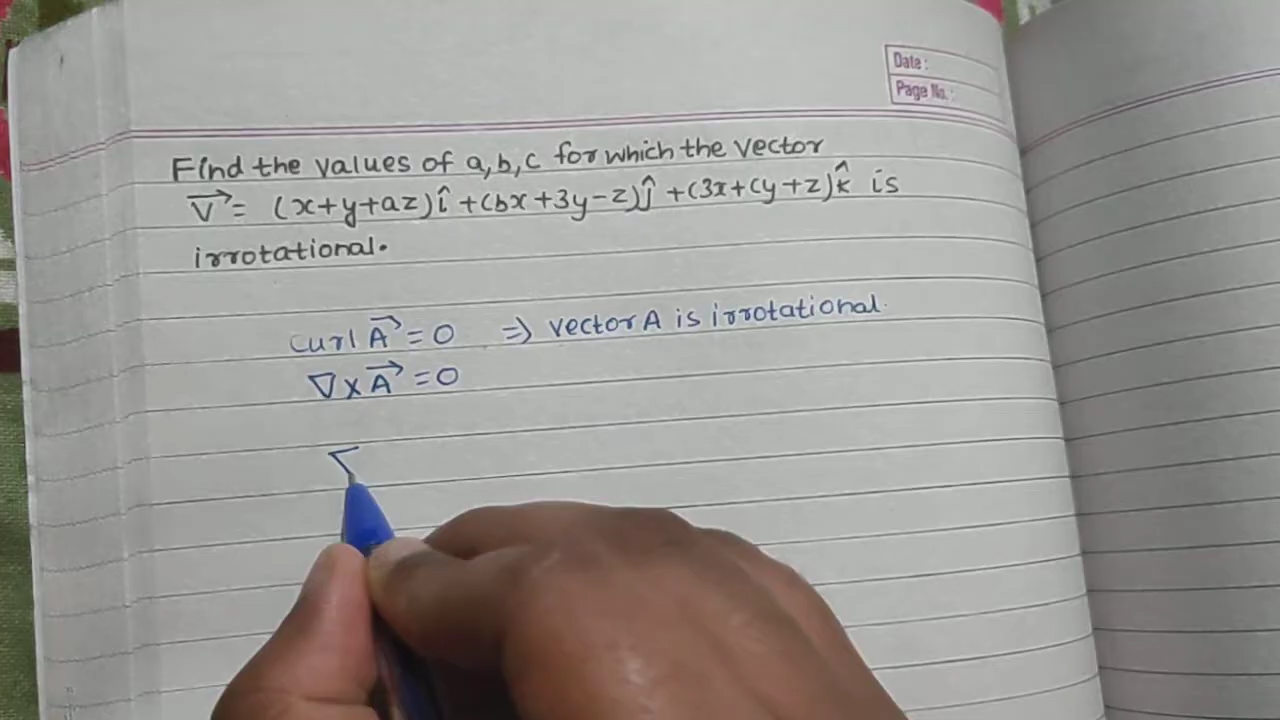 Date :
Page No. :
Find the values of a,b,c for which the vector
V⃗ = (x+y+az)î +(bx+3y-z)ĵ +(3x+cy+z)k̂ is
irrotational.
curl A⃗ = 0 ⇒ vector A is irrotational.
∇ x A⃗ = 0